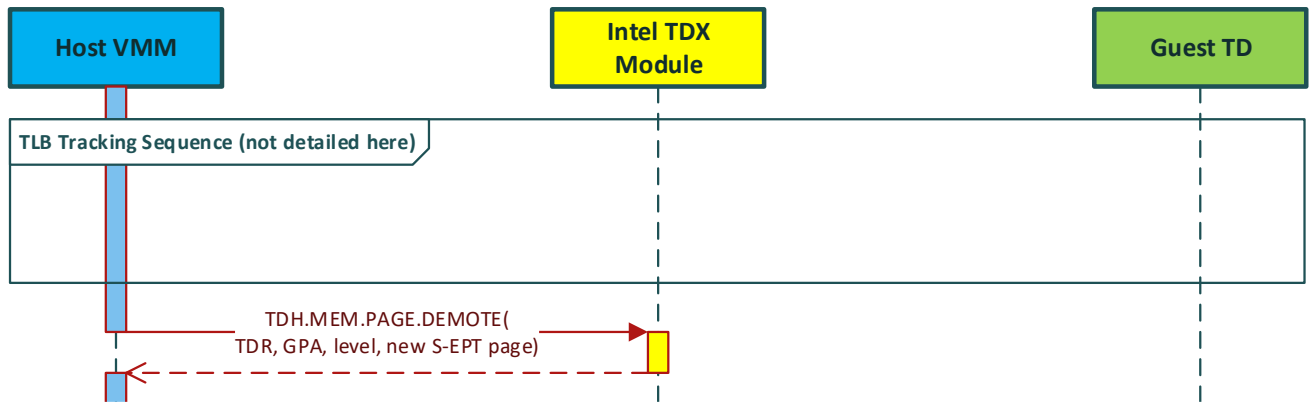 Host VMM
Intel TDX
Module
Guest TD
TLB Tracking Sequence (not detailed here)
TDH.MEM.PAGE.DEMOTE(
TDR, GPA, level, new S-EPT page)